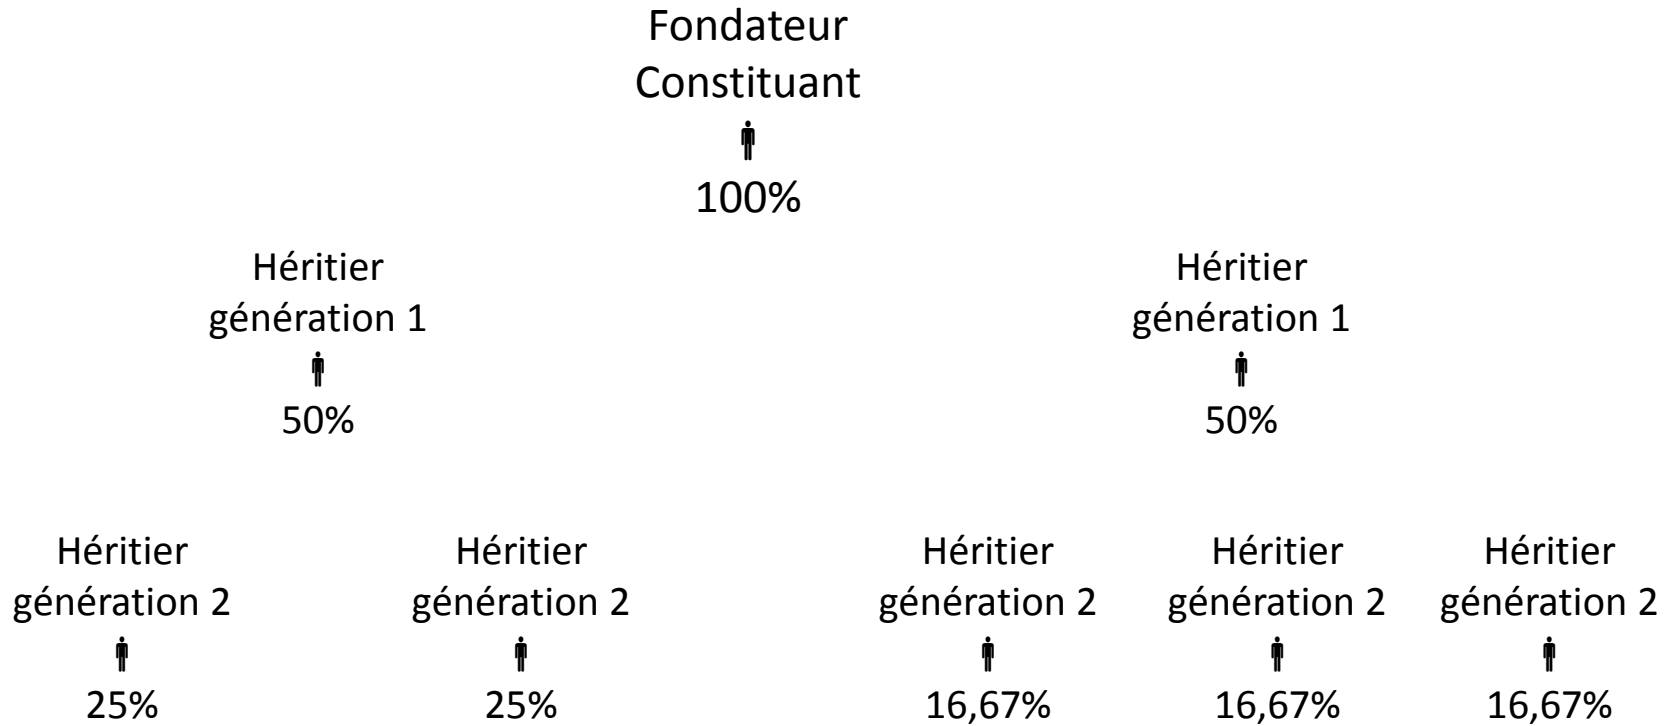 Fondateur
Constituant
100%
Héritier
génération 1
50%
Héritier
génération 1
50%
Héritier
génération 2
25%
Héritier
génération 2
25%
Héritier
génération 2
16,67%
Héritier
génération 2
16,67%
Héritier
génération 2
16,67%